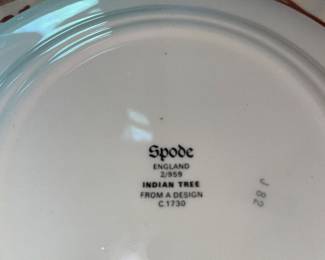 Spode
ENGLAND
2/959
INDIAN TREE
FROM A DESIGN
C.1730
J 82